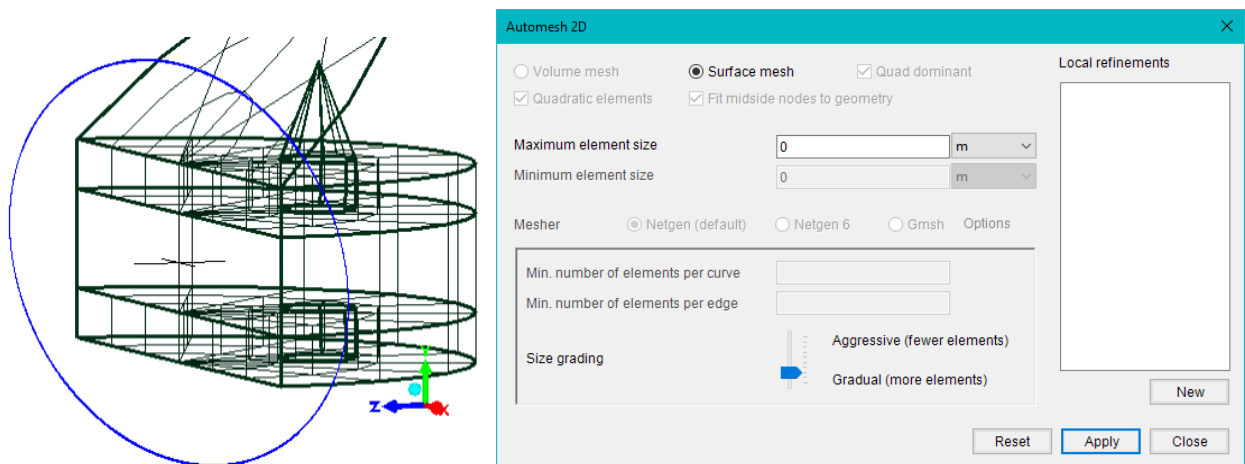 Automesh 2D
Volume mesh Surface mesh Quad dominant Local refinements
Quadratic elements Fit midside nodes to geometry
Maximum element size 0 m
Minimum element size 0 m
Mesher Netgen (default) Netgen 6 Gmsh Options
Min. number of elements per curve
Min. number of elements per edge
Aggressive (fewer elements)
Size grading
Gradual (more elements)
New
Reset Apply Close
Y
Z X